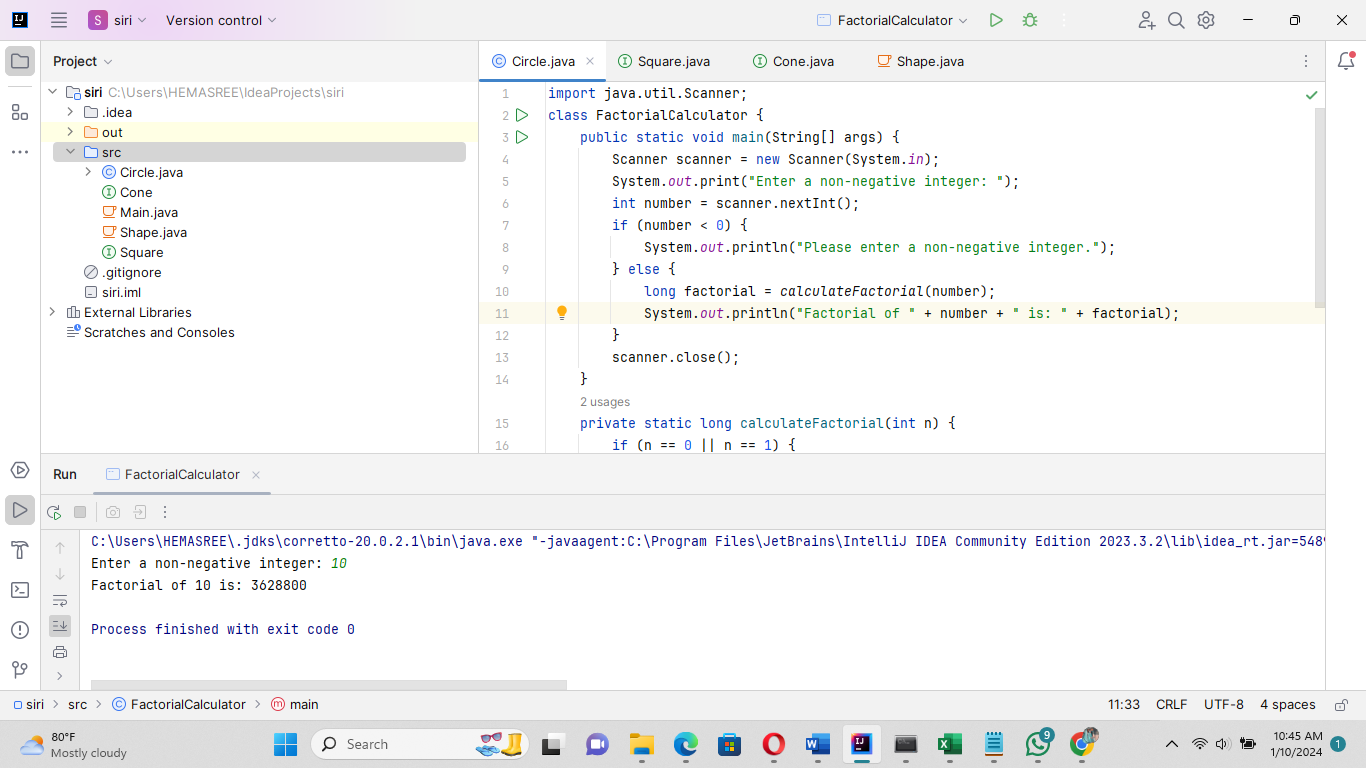 S siri Version control FactorialCalculator
Project
Circle.java Square.java Cone.java Shape.java
siri C:\Users\HEMASREE\IdeaProjects\siri
.idea
out
src
Circle.java
Cone
Main.java
Shape.java
Square
.gitignore
siri.iml
External Libraries
Scratches and Consoles
1 import java.util.Scanner;
2 class FactorialCalculator {
3 public static void main(String[] args) {
4 Scanner scanner = new Scanner(System.in);
5 System.out.print("Enter a non-negative integer: ");
6 int number = scanner.nextInt();
7 if (number < 0) {
8 System.out.println("Please enter a non-negative integer.");
9 } else {
10 long factorial = calculateFactorial(number);
11 System.out.println("Factorial of " + number + " is: " + factorial);
12 }
13 scanner.close();
14 }
2 usages
15 private static long calculateFactorial(int n) {
16 if (n == 0 || n == 1) {
Run FactorialCalculator
C:\Users\HEMASREE\.jdks\corretto-20.0.2.1\bin\java.exe "-javaagent:C:\Program Files\JetBrains\IntelliJ IDEA Community Edition 2023.3.2\lib\idea_rt.jar=548
Enter a non-negative integer: 10
Factorial of 10 is: 3628800
Process finished with exit code 0
siri > src > FactorialCalculator > main 11:33 CRLF UTF-8 4 spaces
80°F
Mostly cloudy
Search
9
10:45 AM
1/10/2024
1